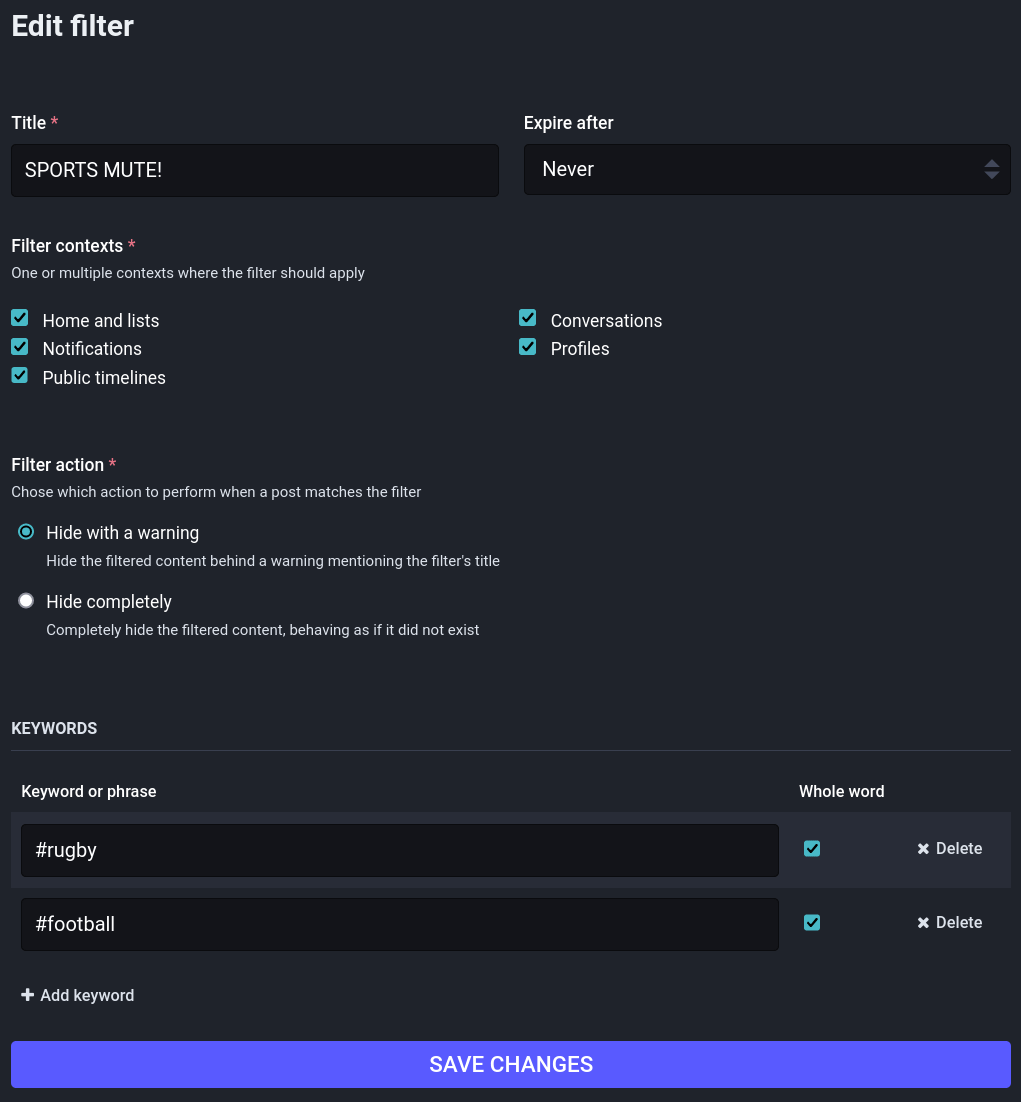 Edit filter
Title *
Expire after
SPORTS MUTE!
Never
Filter contexts *
One or multiple contexts where the filter should apply
Home and lists
Conversations
Notifications
Profiles
Public timelines
Filter action *
Chose which action to perform when a post matches the filter
Hide with a warning
Hide the filtered content behind a warning mentioning the filter's title
Hide completely
Completely hide the filtered content, behaving as if it did not exist
KEYWORDS
Keyword or phrase
Whole word
#rugby
Delete
#football
Delete
Add keyword
SAVE CHANGES